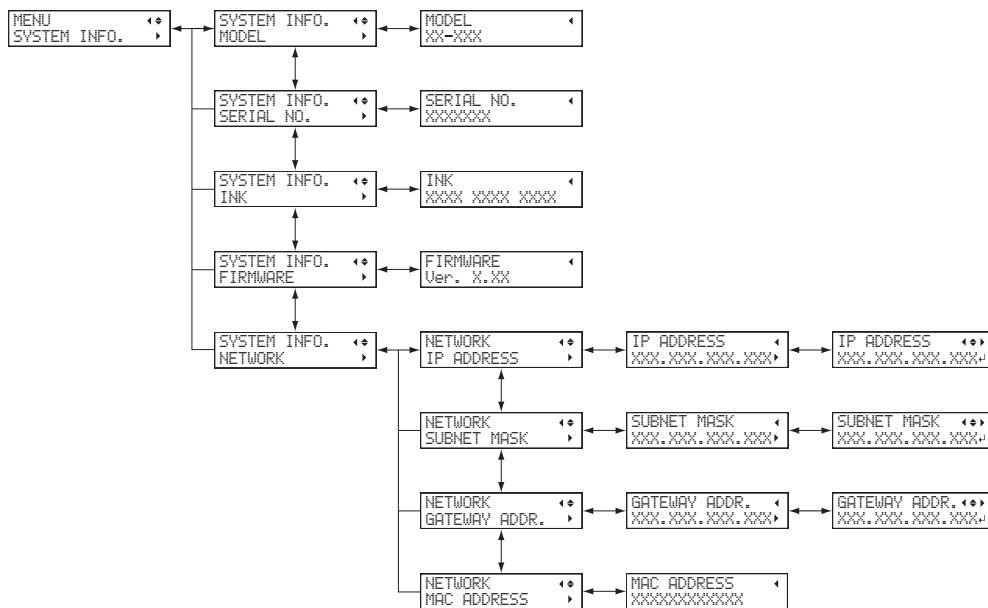 MENU
SYSTEM INFO.
SYSTEM INFO.
MODEL
MODEL
XX-XXX
SYSTEM INFO.
SERIAL NO.
SERIAL NO.
XXXXXXX
SYSTEM INFO.
INK
INK
XXXX XXXX XXXX
SYSTEM INFO.
FIRMWARE
FIRMWARE
Ver. X.XX
SYSTEM INFO.
NETWORK
NETWORK
IP ADDRESS
IP ADDRESS
XXX.XXX.XXX.XXX
IP ADDRESS
XXX.XXX.XXX.XXX
NETWORK
SUBNET MASK
SUBNET MASK
XXX.XXX.XXX.XXX
SUBNET MASK
XXX.XXX.XXX.XXX
NETWORK
GATEWAY ADDR.
GATEWAY ADDR.
XXX.XXX.XXX.XXX
GATEWAY ADDR.
XXX.XXX.XXX.XXX
NETWORK
MAC ADDRESS
MAC ADDRESS
XXXXXXXXXXXX